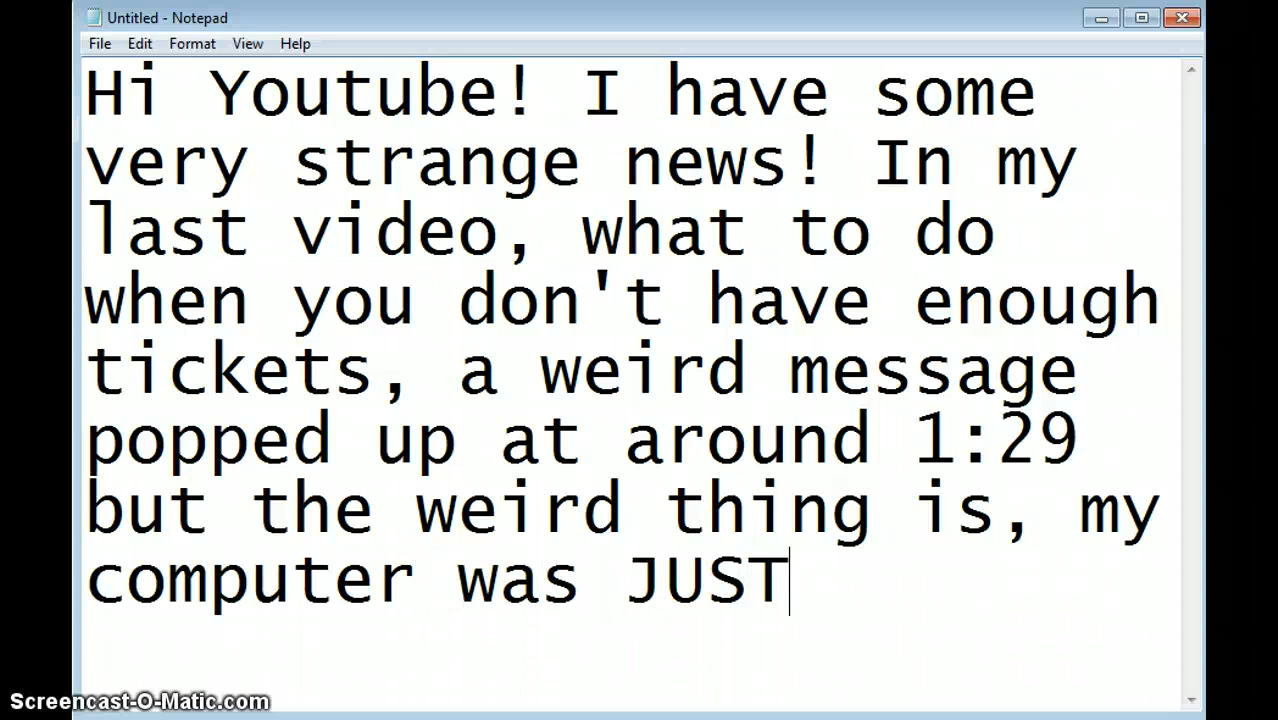 Untitled - Notepad
File Edit Format View Help
Hi Youtube! I have some
very strange news! In my
last video, what to do
when you don't have enough
tickets, a weird message
popped up at around 1:29
but the weird thing is, my
computer was JUST
Screencast-O-Matic.com